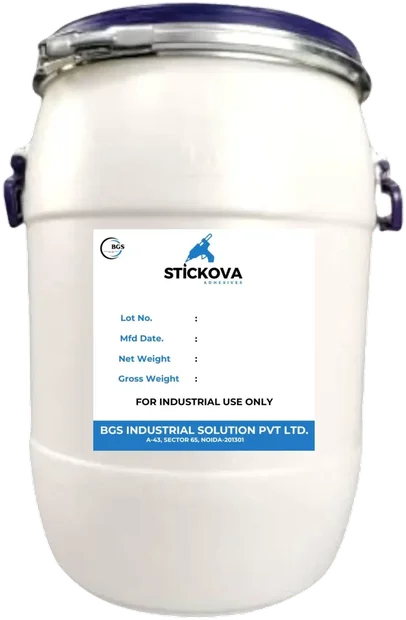 BGS
STICKOVA
ADHESIVES
Lot No. :
Mfd Date. :
Net Weight :
Gross Weight :
FOR INDUSTRIAL USE ONLY
BGS INDUSTRIAL SOLUTION PVT LTD.
A-43, SECTOR 65, NOIDA-201301